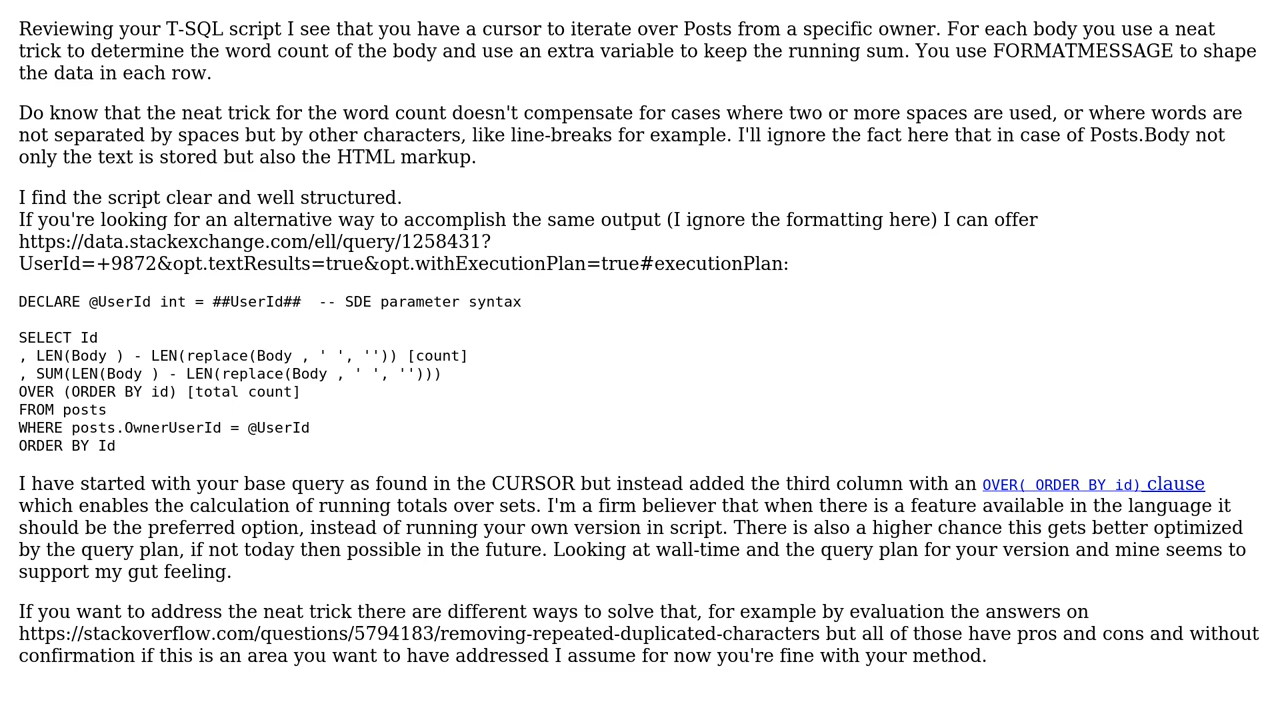 Reviewing your T-SQL script I see that you have a cursor to iterate over Posts from a specific owner. For each body you use a neat
trick to determine the word count of the body and use an extra variable to keep the running sum. You use FORMATMESSAGE to shape
the data in each row.
Do know that the neat trick for the word count doesn't compensate for cases where two or more spaces are used, or where words are
not separated by spaces but by other characters, like line-breaks for example. I'll ignore the fact here that in case of Posts.Body not
only the text is stored but also the HTML markup.
I find the script clear and well structured.
If you're looking for an alternative way to accomplish the same output (I ignore the formatting here) I can offer
https://data.stackexchange.com/ell/query/1258431?
UserId=+9872&opt.textResults=true&opt.withExecutionPlan=true#executionPlan:
DECLARE @UserId int = ##UserId##  -- SDE parameter syntax
SELECT Id
, LEN(Body ) - LEN(replace(Body , ' ', '')) [count]
, SUM(LEN(Body ) - LEN(replace(Body , ' ', '')))
OVER (ORDER BY id) [total count]
FROM posts
WHERE posts.OwnerUserId = @UserId
ORDER BY Id
I have started with your base query as found in the CURSOR but instead added the third column with an OVER( ORDER BY id) clause
which enables the calculation of running totals over sets. I'm a firm believer that when there is a feature available in the language it
should be the preferred option, instead of running your own version in script. There is also a higher chance this gets better optimized
by the query plan, if not today then possible in the future. Looking at wall-time and the query plan for your version and mine seems to
support my gut feeling.
If you want to address the neat trick there are different ways to solve that, for example by evaluation the answers on
https://stackoverflow.com/questions/5794183/removing-repeated-duplicated-characters but all of those have pros and cons and without
confirmation if this is an area you want to have addressed I assume for now you're fine with your method.